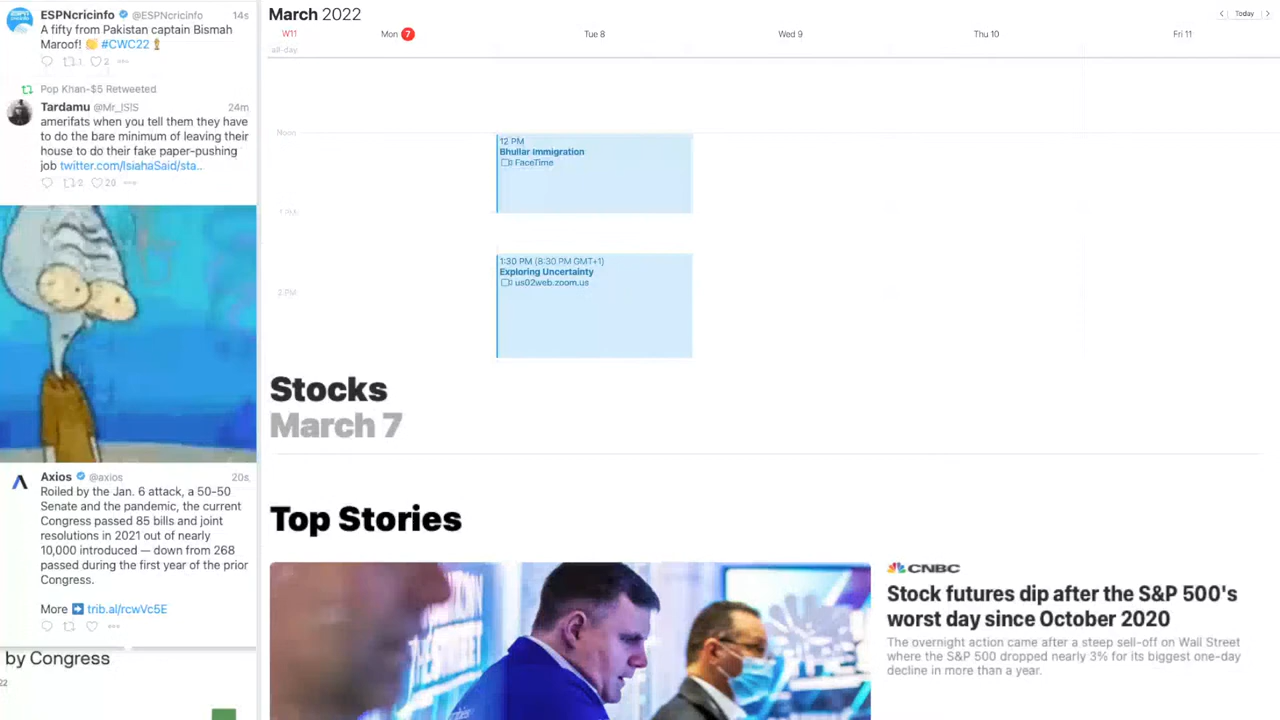 ESPNcricinfo @ESPNcricinfo 14s
A fifty from Pakistan captain Bismah
Maroof! 👏 #CWC22
1 2
Pop Khan-$5 Retweeted
Tardamu @Mr_ISIS 24m
amerifats when you tell them they have
to do the bare minimum of leaving their
house to do their fake paper-pushing
job twitter.com/IsiahaSaid/sta..
2 20
Axios @axios 20s
Roiled by the Jan. 6 attack, a 50-50
Senate and the pandemic, the current
Congress passed 85 bills and joint
resolutions in 2021 out of nearly
10,000 introduced — down from 268
passed during the first year of the prior
Congress.
More ➡️ trib.al/rcwVc5E
by Congress
22
March 2022
Today
W11 Mon 7 Tue 8 Wed 9 Thu 10 Fri 11
all-day
Noon
12 PM
Bhullar Immigration
FaceTime
1 PM
1:30 PM (8:30 PM GMT+1)
Exploring Uncertainty
us02web.zoom.us
2 PM
Stocks
March 7
Top Stories
CNBC
Stock futures dip after the S&P 500's
worst day since October 2020
The overnight action came after a steep sell-off on Wall Street
where the S&P 500 dropped nearly 3% for its biggest one-day
decline in more than a year.